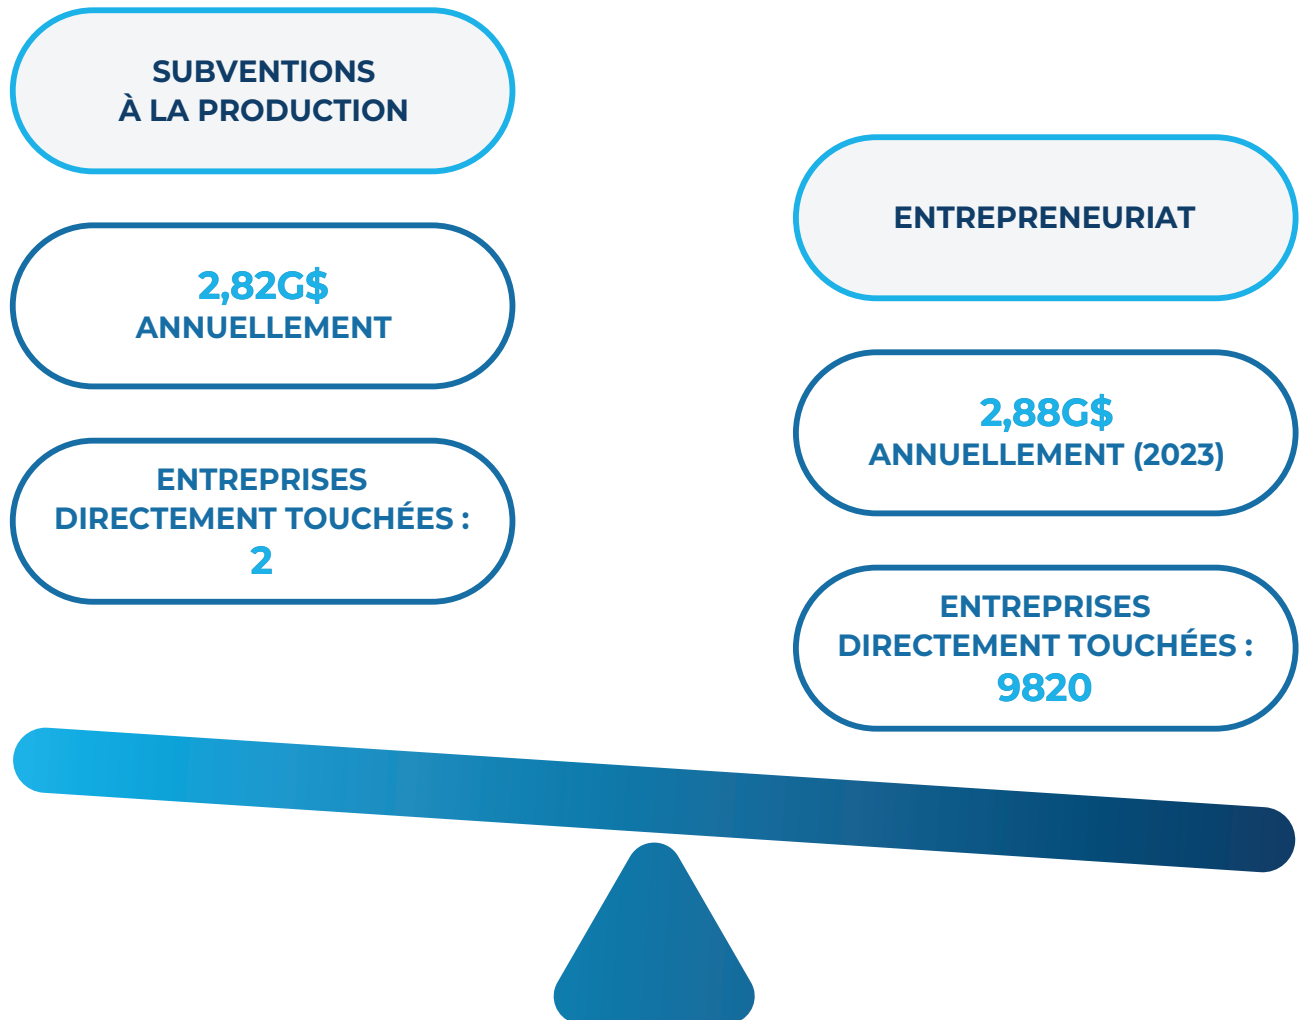 SUBVENTIONS
À LA PRODUCTION
2,82G$
ANNUELLEMENT
ENTREPRISES
DIRECTEMENT TOUCHÉES :
2
ENTREPRENEURIAT
2,88G$
ANNUELLEMENT (2023)
ENTREPRISES
DIRECTEMENT TOUCHÉES :
9820